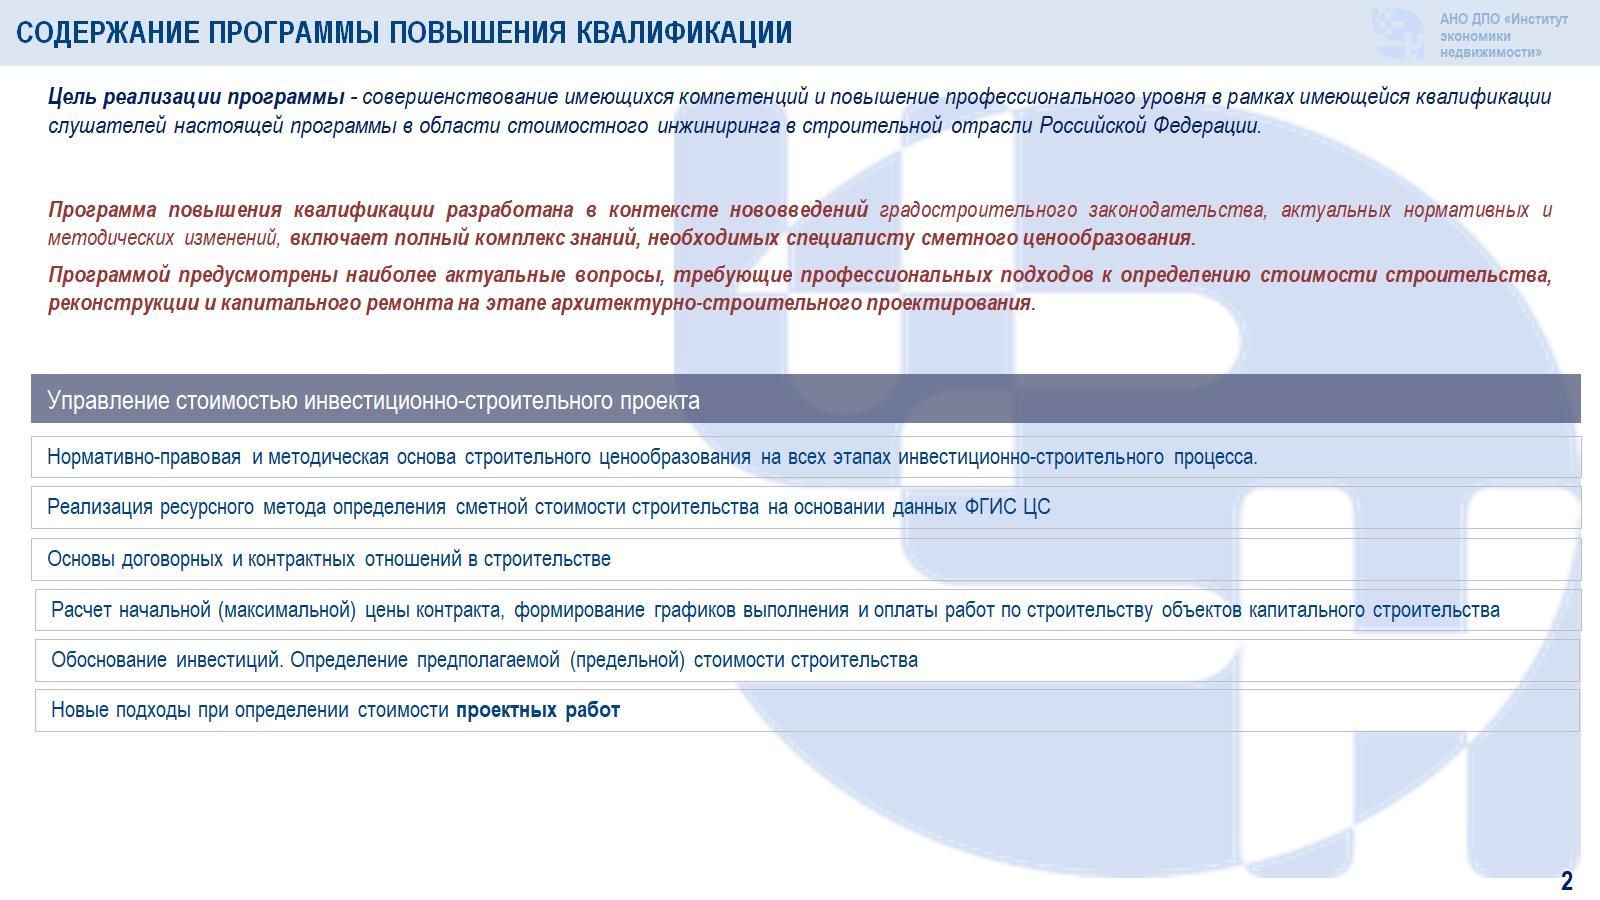 СОДЕРЖАНИЕ ПРОГРАММЫ ПОВЫШЕНИЯ КВАЛИФИКАЦИИ
АНО ДПО «Институт
экономики
недвижимости»
Цель реализации программы - совершенствование имеющихся компетенций и повышение профессионального уровня в рамках имеющейся квалификации
слушателей настоящей программы в области стоимостного инжиниринга в строительной отрасли Российской Федерации.
Программа повышения квалификации разработана в контексте нововведений градостроительного законодательства, актуальных нормативных и
методических изменений, включает полный комплекс знаний, необходимых специалисту сметного ценообразования.
Программой предусмотрены наиболее актуальные вопросы, требующие профессиональных подходов к определению стоимости строительства,
реконструкции и капитального ремонта на этапе архитектурно-строительного проектирования.
Управление стоимостью инвестиционно-строительного проекта
Нормативно-правовая и методическая основа строительного ценообразования на всех этапах инвестиционно-строительного процесса.
Реализация ресурсного метода определения сметной стоимости строительства на основании данных ФГИС ЦС
Основы договорных и контрактных отношений в строительстве
Расчет начальной (максимальной) цены контракта, формирование графиков выполнения и оплаты работ по строительству объектов капитального строительства
Обоснование инвестиций. Определение предполагаемой (предельной) стоимости строительства
Новые подходы при определении стоимости проектных работ
2